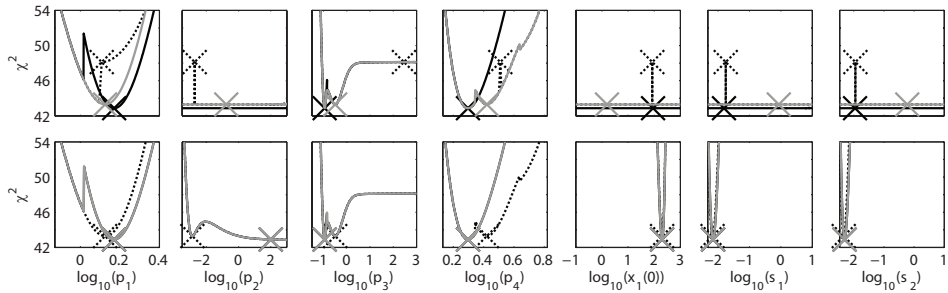 54
50
46
42
χ²
54
50
46
42
χ²
0 0.2 0.4
log₁₀(p₁)
−2 0 2
log₁₀(p₂)
−1 0 1 2 3
log₁₀(p₃)
0.2 0.4 0.6 0.8
log₁₀(p₄)
−1 0 1 2 3
log₁₀(x₁(0))
−2 −1 0 1
log₁₀(s₁)
−2 −1 0 1
log₁₀(s₂)